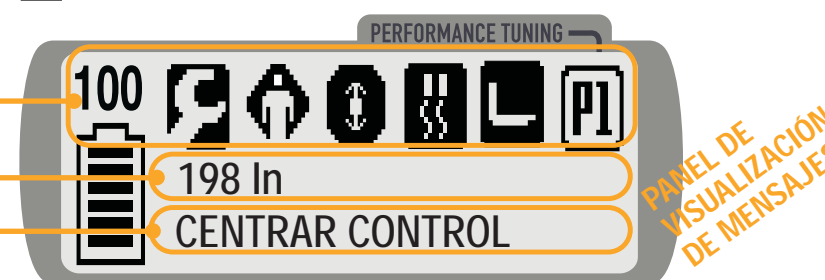 PERFORMANCE TUNING
100
P1
198 In
CENTRAR CONTROL
PANEL DE
VISUALIZACIÓN
DE MENSAJES